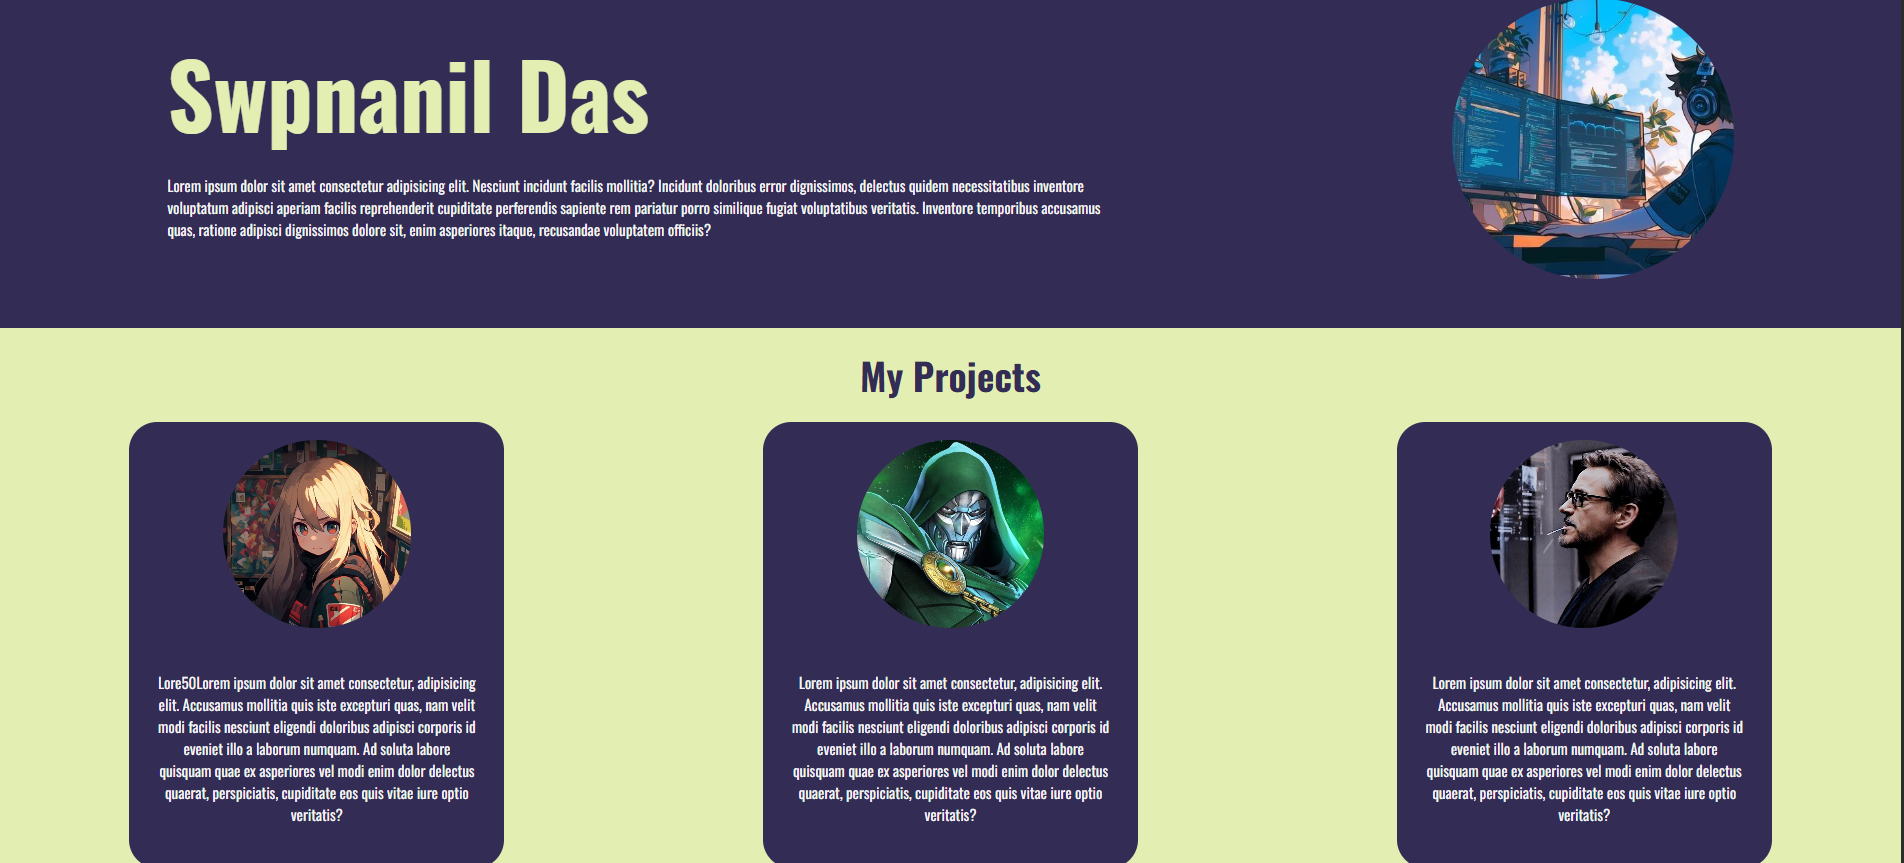 Swpnanil Das
Lorem ipsum dolor sit amet consectetur adipisicing elit. Nesciunt incidunt facilis mollitia? Incidunt doloribus error dignissimos, delectus quidem necessitatibus inventore
voluptatum adipisci aperiam facilis reprehenderit cupiditate perferendis sapiente rem pariatur porro similique fugiat voluptatibus veritatis. Inventore temporibus accusamus
quas, ratione adipisci dignissimos dolore sit, enim asperiores itaque, recusandae voluptatem officiis?
My Projects
Lore50Lorem ipsum dolor sit amet consectetur, adipisicing
elit. Accusamus mollitia quis iste excepturi quas, nam velit
modi facilis nesciunt eligendi doloribus adipisci corporis id
eveniet illo a laborum numquam. Ad soluta labore
quisquam quae ex asperiores vel modi enim dolor delectus
quaerat, perspiciatis, cupiditate eos quis vitae iure optio
veritatis?
Lorem ipsum dolor sit amet consectetur, adipisicing elit.
Accusamus mollitia quis iste excepturi quas, nam velit
modi facilis nesciunt eligendi doloribus adipisci corporis id
eveniet illo a laborum numquam. Ad soluta labore
quisquam quae ex asperiores vel modi enim dolor delectus
quaerat, perspiciatis, cupiditate eos quis vitae iure optio
veritatis?
Lorem ipsum dolor sit amet consectetur, adipisicing elit.
Accusamus mollitia quis iste excepturi quas, nam velit
modi facilis nesciunt eligendi doloribus adipisci corporis id
eveniet illo a laborum numquam. Ad soluta labore
quisquam quae ex asperiores vel modi enim dolor delectus
quaerat, perspiciatis, cupiditate eos quis vitae iure optio
veritatis?